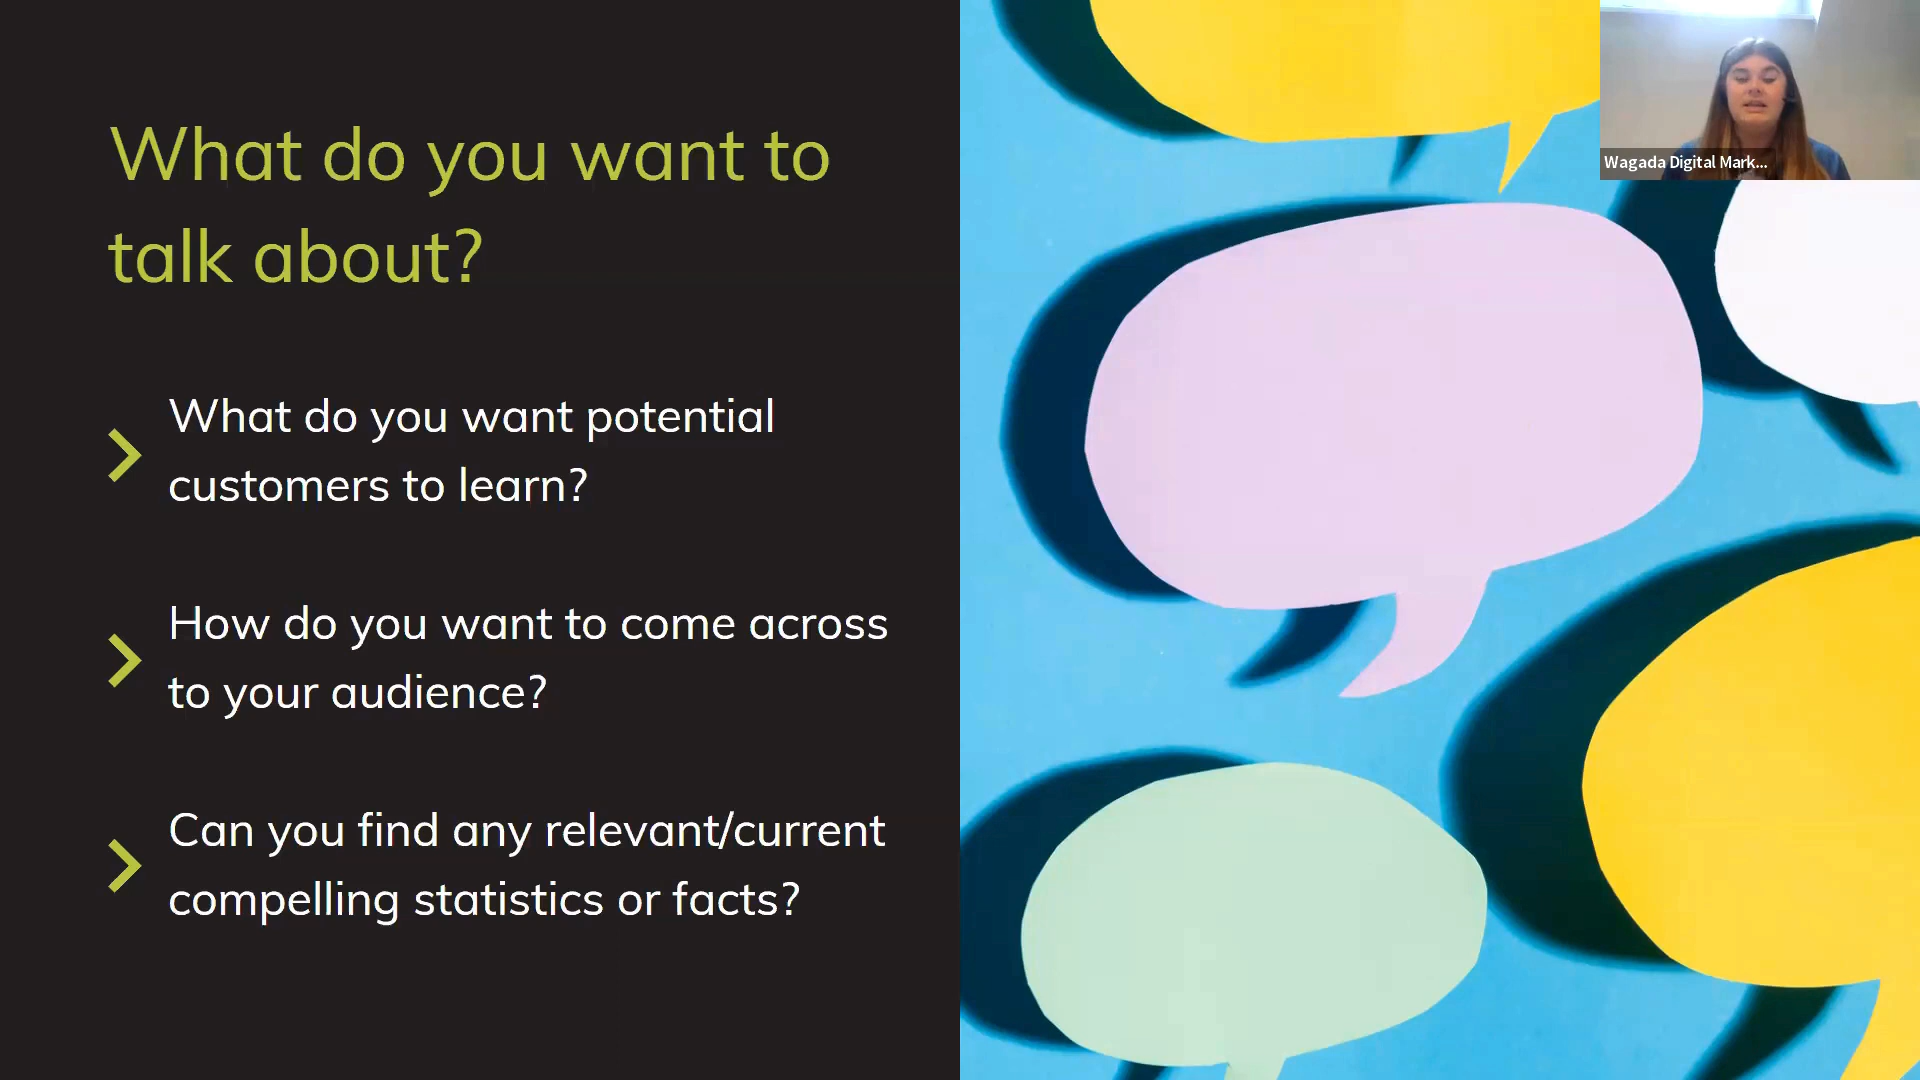 What do you want to
talk about?
What do you want potential
customers to learn?
How do you want to come across
to your audience?
Can you find any relevant/current
compelling statistics or facts?
Wagada Digital Mark...